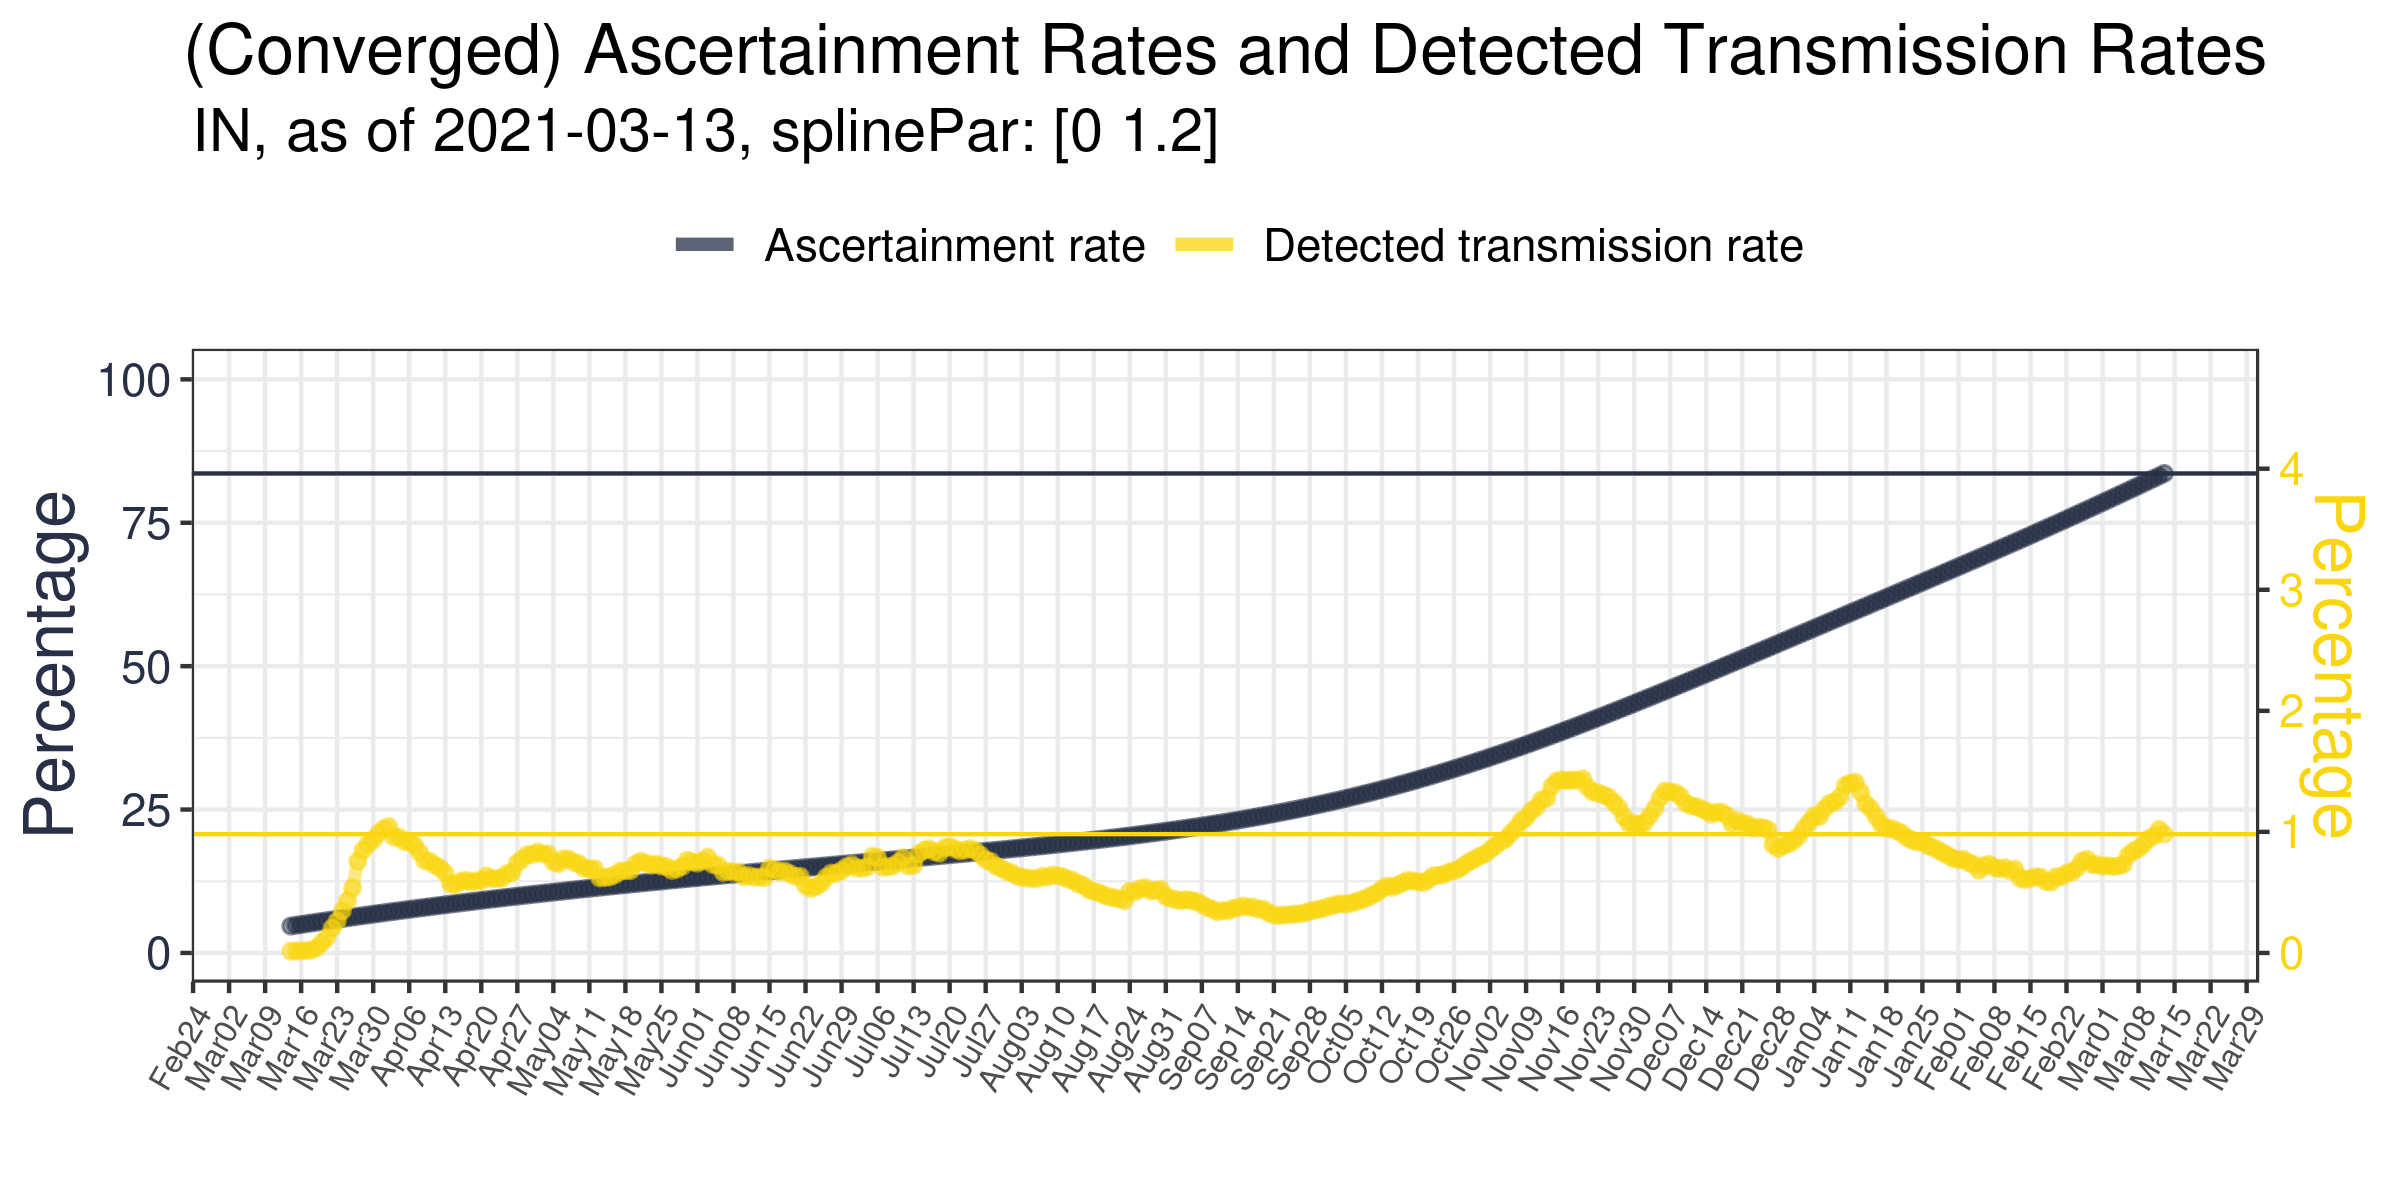 (Converged) Ascertainment Rates and Detected Transmission Rates
IN, as of 2021-03-13, splinePar: [0 1.2]
Ascertainment rate
Detected transmission rate
Percentage
100
75
50
25
0
4
3
2
1
0
Percentage
Feb24
Mar02
Mar09
Mar16
Mar23
Mar30
Apr06
Apr13
Apr20
Apr27
May04
May11
May18
May25
Jun01
Jun08
Jun15
Jun22
Jun29
Jul06
Jul13
Jul20
Jul27
Aug03
Aug10
Aug17
Aug24
Aug31
Sep07
Sep14
Sep21
Sep28
Oct05
Oct12
Oct19
Oct26
Nov02
Nov09
Nov16
Nov23
Nov30
Dec07
Dec14
Dec21
Dec28
Jan04
Jan11
Jan18
Jan25
Feb01
Feb08
Feb15
Feb22
Mar01
Mar08
Mar15
Mar22
Mar29